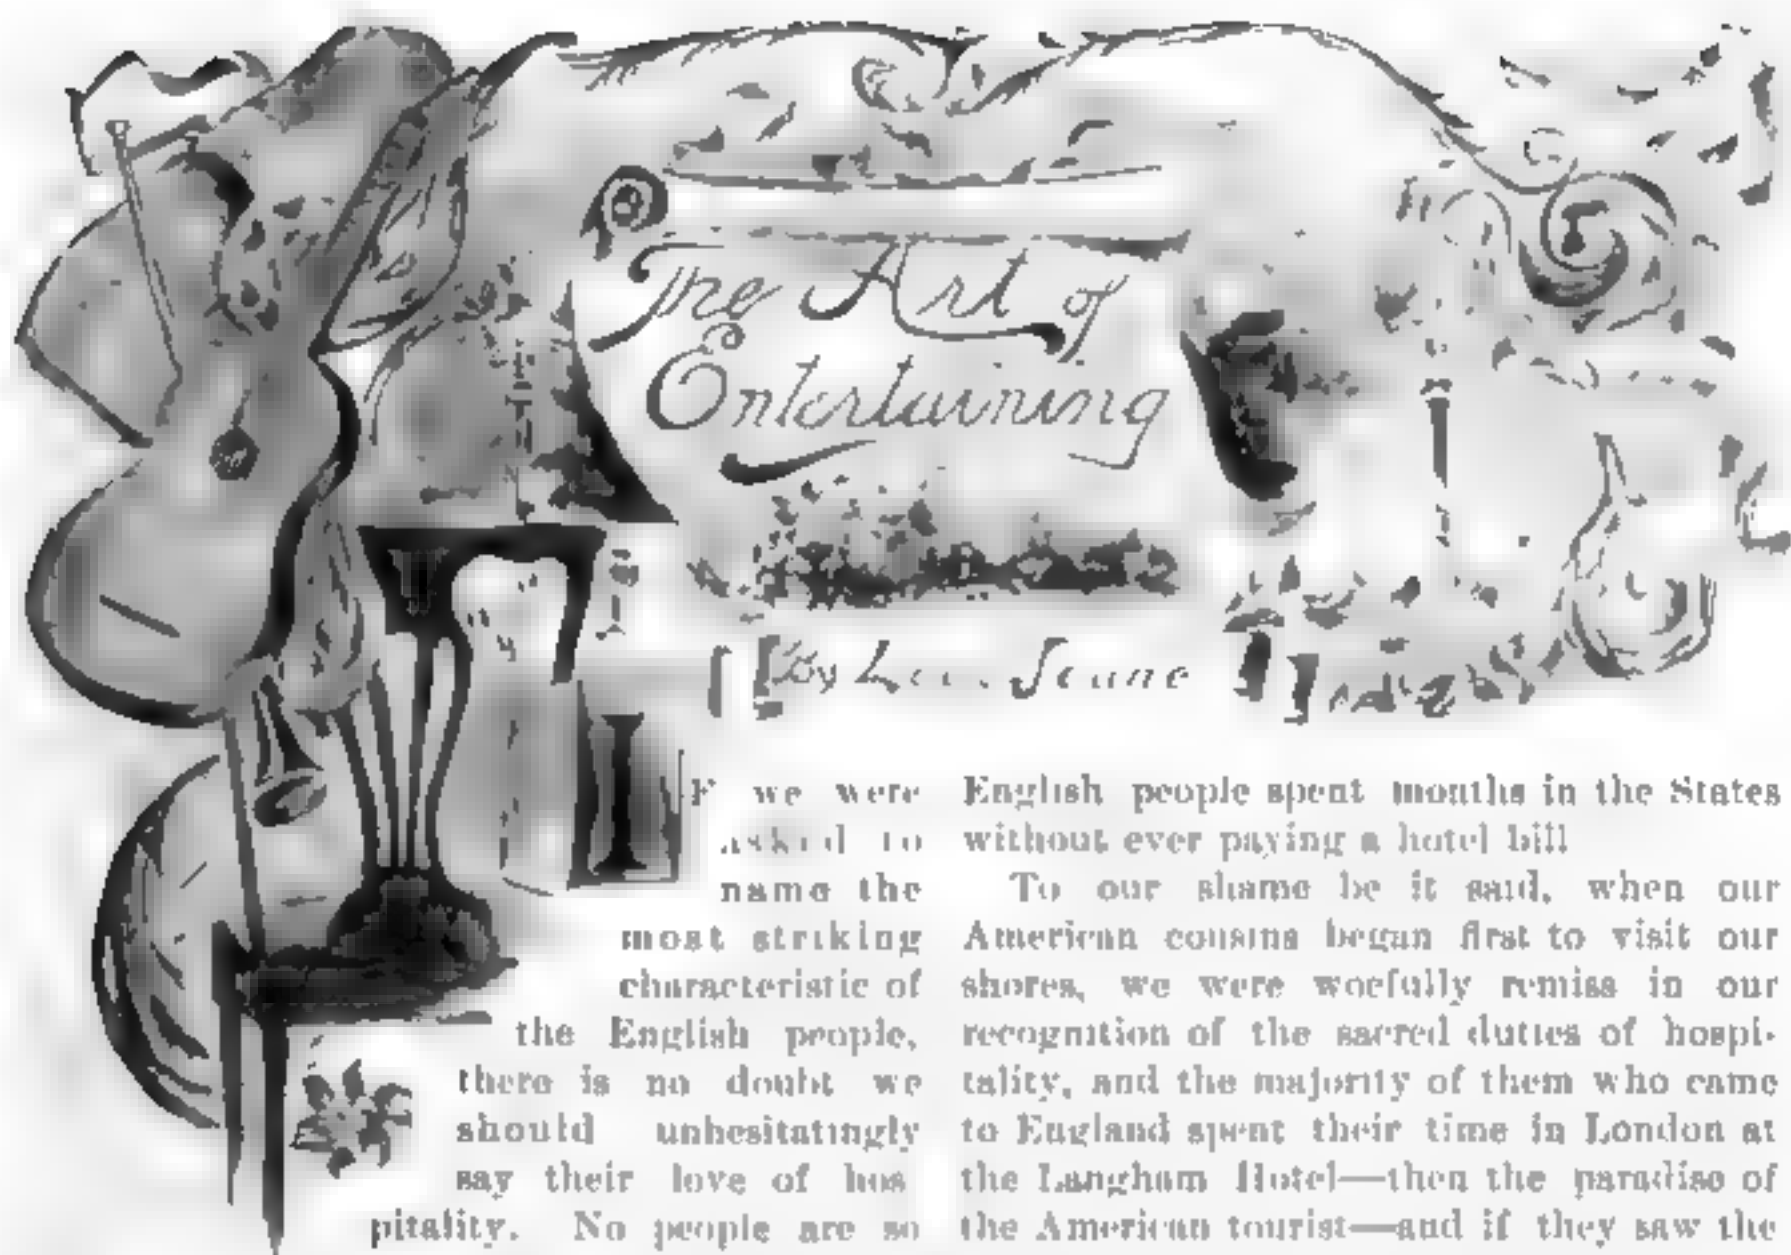 The Art of
Entertaining
By Jeune
IF we were
asked to
name the
most striking
characteristic of
the English people,
there is no doubt we
should unhesitatingly
say their love of hos
pitality. No people are so
English people spent months in the States
without ever paying a hotel bill
To our shame be it said, when our
American cousins began first to visit our
shores, we were woefully remiss in our
recognition of the sacred duties of hospi-
tality, and the majority of them who came
to England spent their time in London at
the Langham Hotel—then the paradise of
the American tourist—and if they saw the